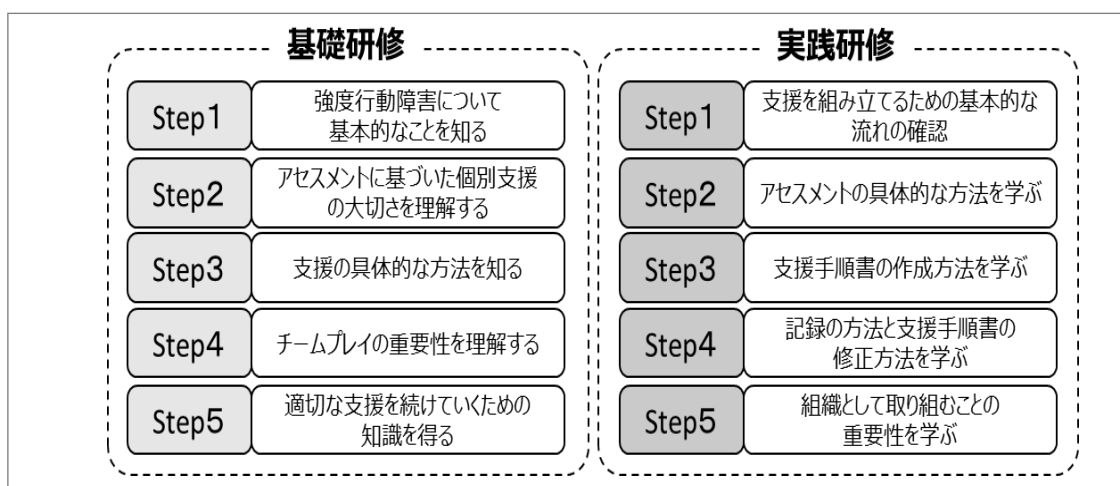 基礎研修
Step1
強度行動障害について
基本的なことを知る
Step2
アセスメントに基づいた個別支援
の大切さを理解する
Step3
支援の具体的な方法を知る
Step4
チームプレイの重要性を理解する
Step5
適切な支援を続けていくための
知識を得る
実践研修
Step1
支援を組み立てるための基本的な
流れの確認
Step2
アセスメントの具体的な方法を学ぶ
Step3
支援手順書の作成方法を学ぶ
Step4
記録の方法と支援手順書の
修正方法を学ぶ
Step5
組織として取り組むことの
重要性を学ぶ